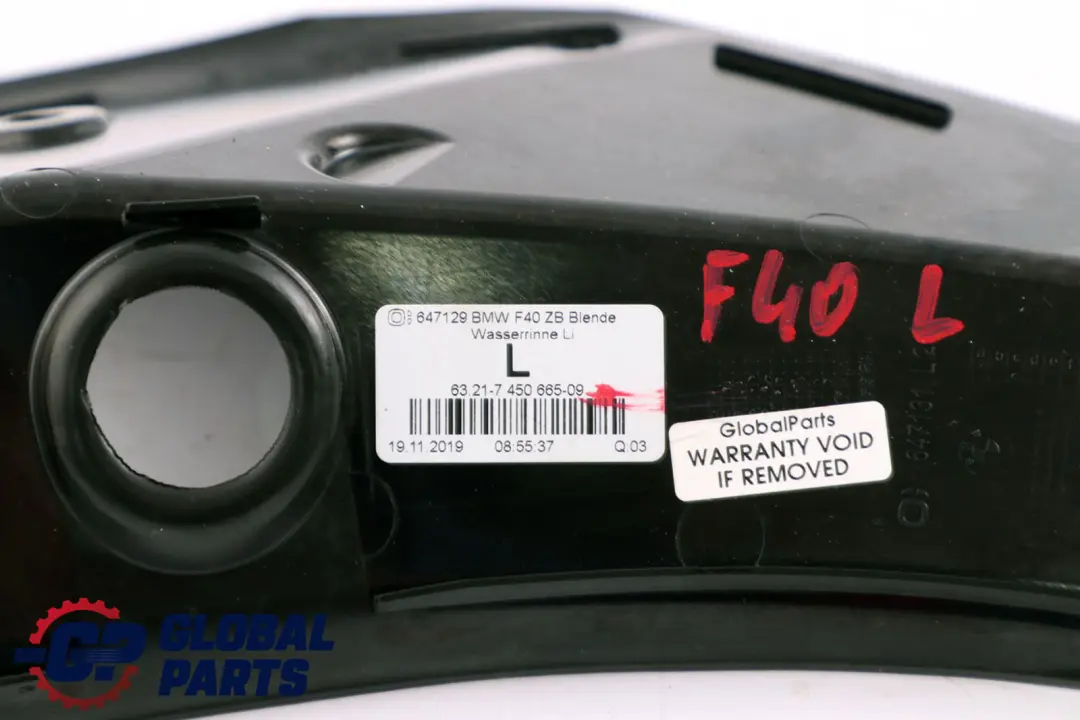 F40 L
647129 BMW F40 ZB Blende
Wasserrinne Li
L
63.21-7 450 665-09
19.11.2019 08:55:37 Q.03
GlobalParts
WARRANTY VOID
IF REMOVED
GP GLOBAL
PARTS